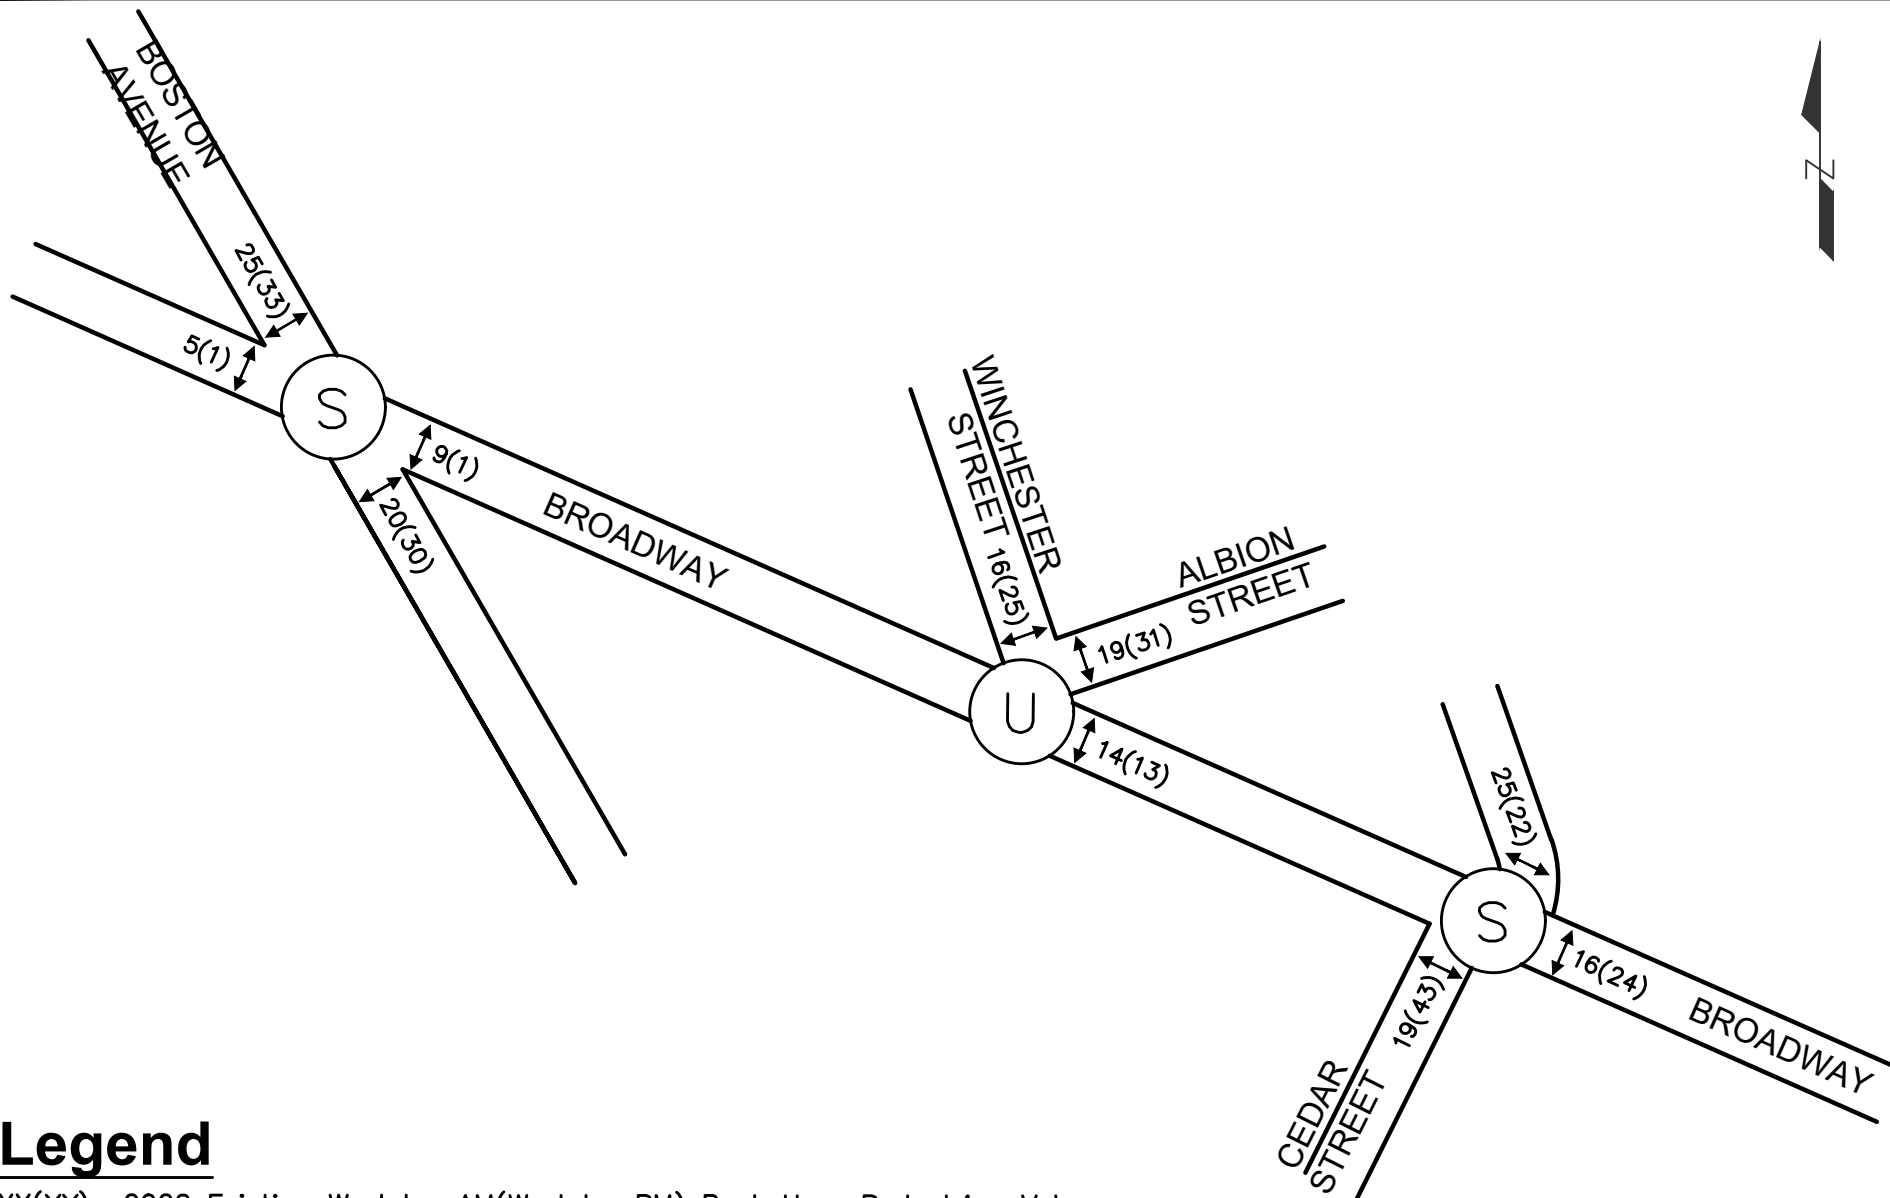 BOSTON
AVENUE
25(33)
5(1)
S
9(1)
20(30)
BROADWAY
WINCHESTER
STREET
16(25)
ALBION
STREET
19(31)
U
14(13)
25(22)
S
16(24)
BROADWAY
19(43)
CEDAR
STREET
N
Legend